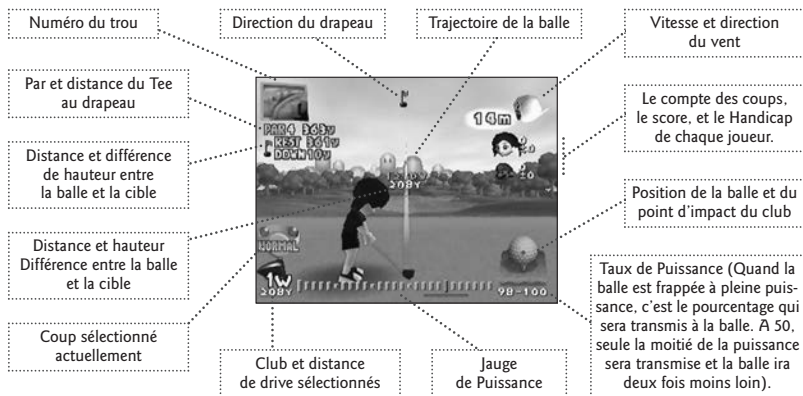 Numéro du trou
Direction du drapeau
Trajectoire de la balle
Vitesse et direction
du vent
Par et distance du Tee
au drapeau
Distance et différence
de hauteur entre
la balle et la cible
Distance et hauteur
Différence entre la balle
et la cible
Coup sélectionné
actuellement
PAR4 363y
REST 361y
DOWN10y
14m
208Y
NORMAL
1W
208Y
98-100
Le compte des coups,
le score, et le Handicap
de chaque joueur.
Position de la balle et du
point d'impact du club
Taux de Puissance (Quand la
balle est frappée à pleine puis-
sance, c'est le pourcentage qui
sera transmis à la balle. A 50,
seule la moitié de la puissance
sera transmise et la balle ira
deux fois moins loin).
Club et distance
de drive sélectionnés
Jauge
de Puissance